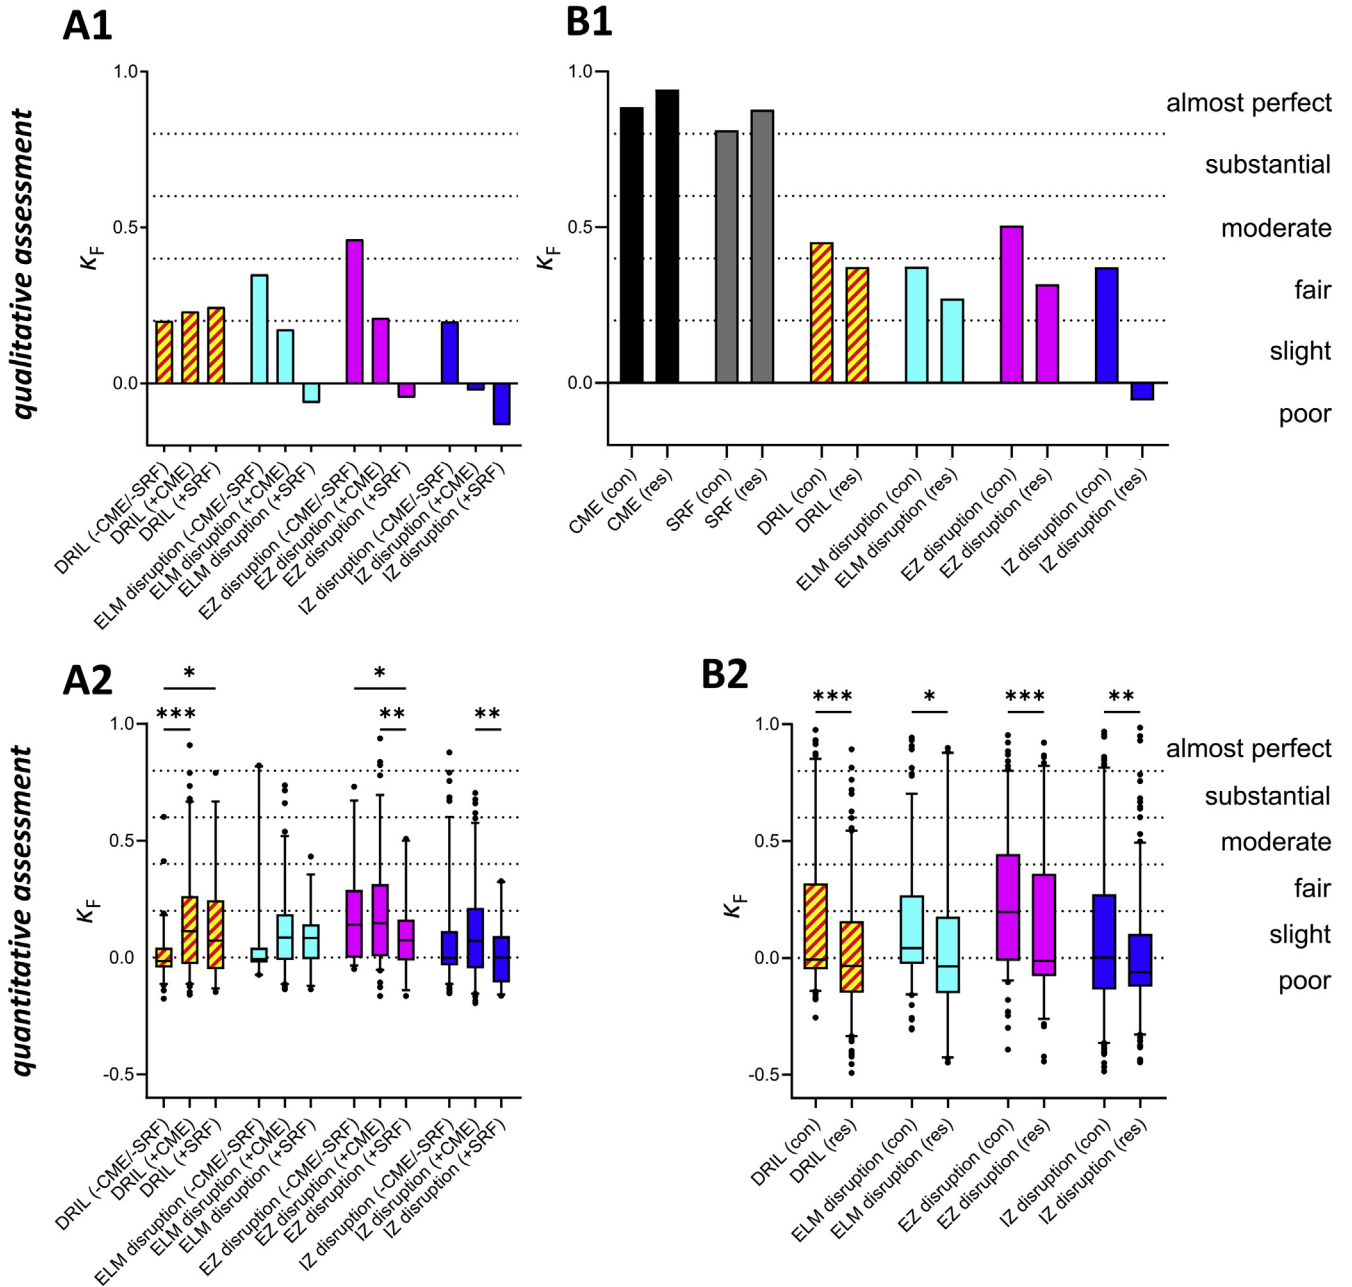 A1
B1
qualitative assessment
1.0
0.5
0.0
κF
DRIL (-CME/-SRF)
DRIL (+CME)
DRIL (+SRF)
ELM disruption (-CME/-SRF)
ELM disruption (+CME)
ELM disruption (+SRF)
EZ disruption (-CME/-SRF)
EZ disruption (+CME)
EZ disruption (+SRF)
IZ disruption (-CME/-SRF)
IZ disruption (+CME)
IZ disruption (+SRF)
1.0
0.5
0.0
κF
CME (con)
CME (res)
SRF (con)
SRF (res)
DRIL (con)
DRIL (res)
ELM disruption (con)
ELM disruption (res)
EZ disruption (con)
EZ disruption (res)
IZ disruption (con)
IZ disruption (res)
almost perfect
substantial
moderate
fair
slight
poor
A2
B2
quantitative assessment
* *
*** ** **
1.0
0.5
0.0
-0.5
κF
DRIL (-CME/-SRF)
DRIL (+CME)
DRIL (+SRF)
ELM disruption (-CME/-SRF)
ELM disruption (+CME)
ELM disruption (+SRF)
EZ disruption (-CME/-SRF)
EZ disruption (+CME)
EZ disruption (+SRF)
IZ disruption (-CME/-SRF)
IZ disruption (+CME)
IZ disruption (+SRF)
*** * *** **
1.0
0.5
0.0
-0.5
κF
DRIL (con)
DRIL (res)
ELM disruption (con)
ELM disruption (res)
EZ disruption (con)
EZ disruption (res)
IZ disruption (con)
IZ disruption (res)
almost perfect
substantial
moderate
fair
slight
poor